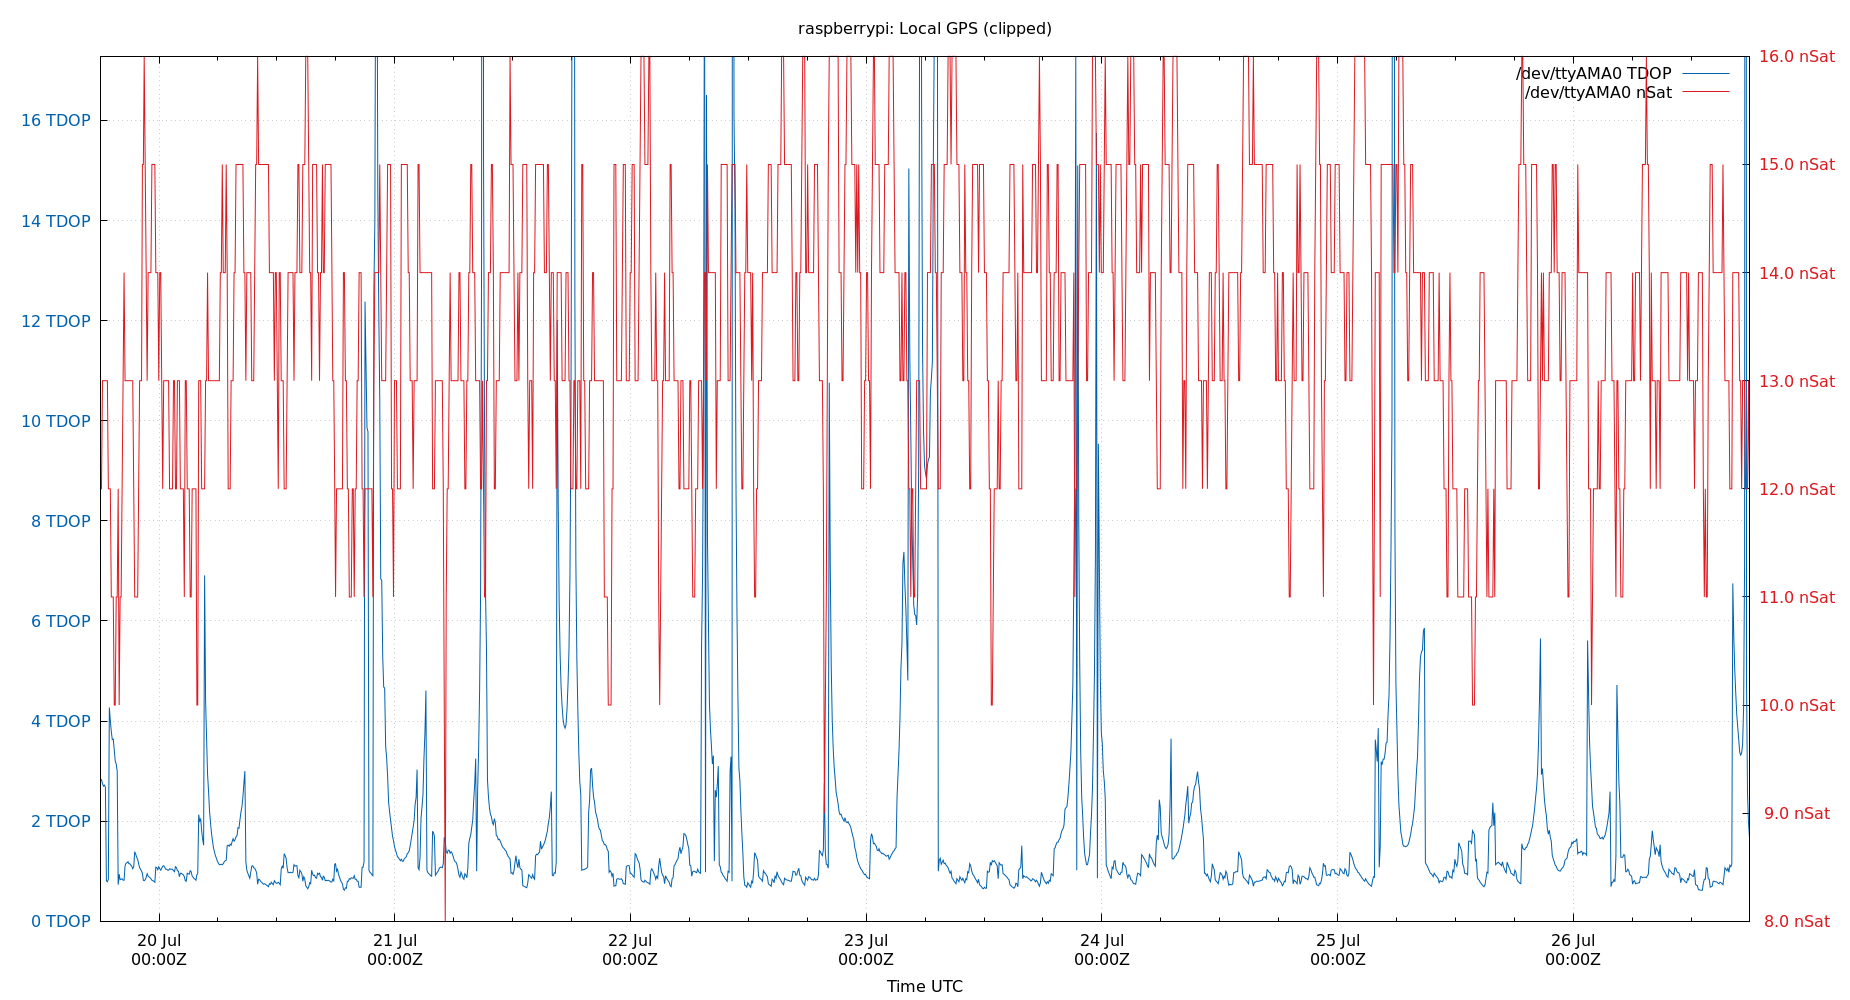 raspberrypi: Local GPS (clipped)
/dev/ttyAMA0 TDOP
/dev/ttyAMA0 nSat
16 TDOP
14 TDOP
12 TDOP
10 TDOP
8 TDOP
6 TDOP
4 TDOP
2 TDOP
0 TDOP
16.0 nSat
15.0 nSat
14.0 nSat
13.0 nSat
12.0 nSat
11.0 nSat
10.0 nSat
9.0 nSat
8.0 nSat
20 Jul
00:00Z
21 Jul
00:00Z
22 Jul
00:00Z
23 Jul
00:00Z
24 Jul
00:00Z
25 Jul
00:00Z
26 Jul
00:00Z
Time UTC